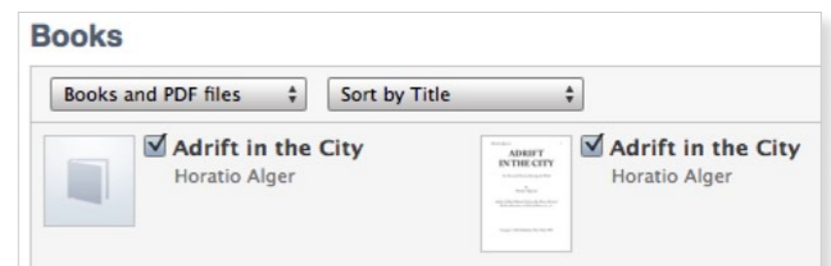 Books
Books and PDF files Sort by Title
Adrift in the City
Horatio Alger
ADRIFT
IN THE CITY
Adrift in the City
Horatio Alger